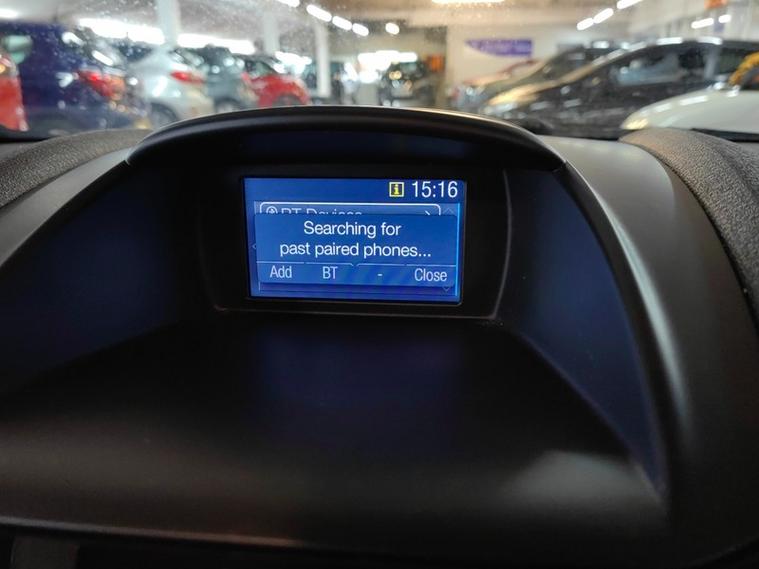 15:16
BT Devices
Searching for
past paired phones...
Add BT - Close